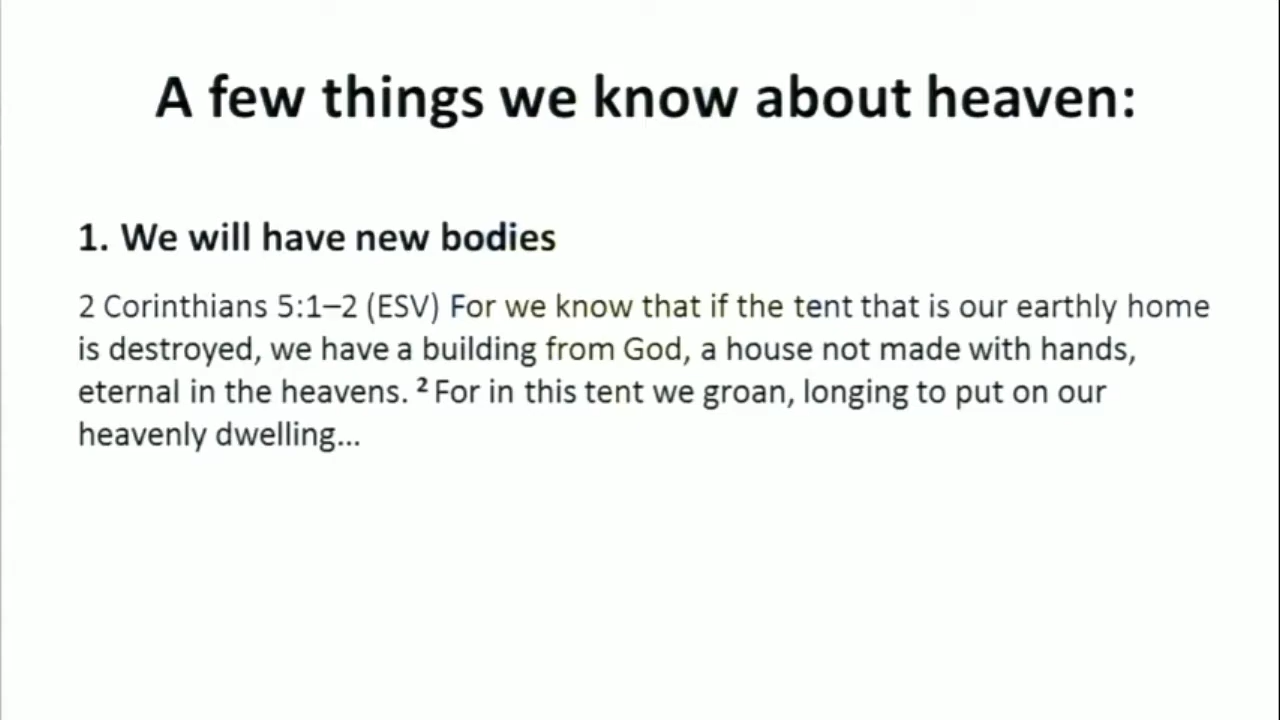 A few things we know about heaven:
1. We will have new bodies
2 Corinthians 5:1–2 (ESV) For we know that if the tent that is our earthly home
is destroyed, we have a building from God, a house not made with hands,
eternal in the heavens. ² For in this tent we groan, longing to put on our
heavenly dwelling…